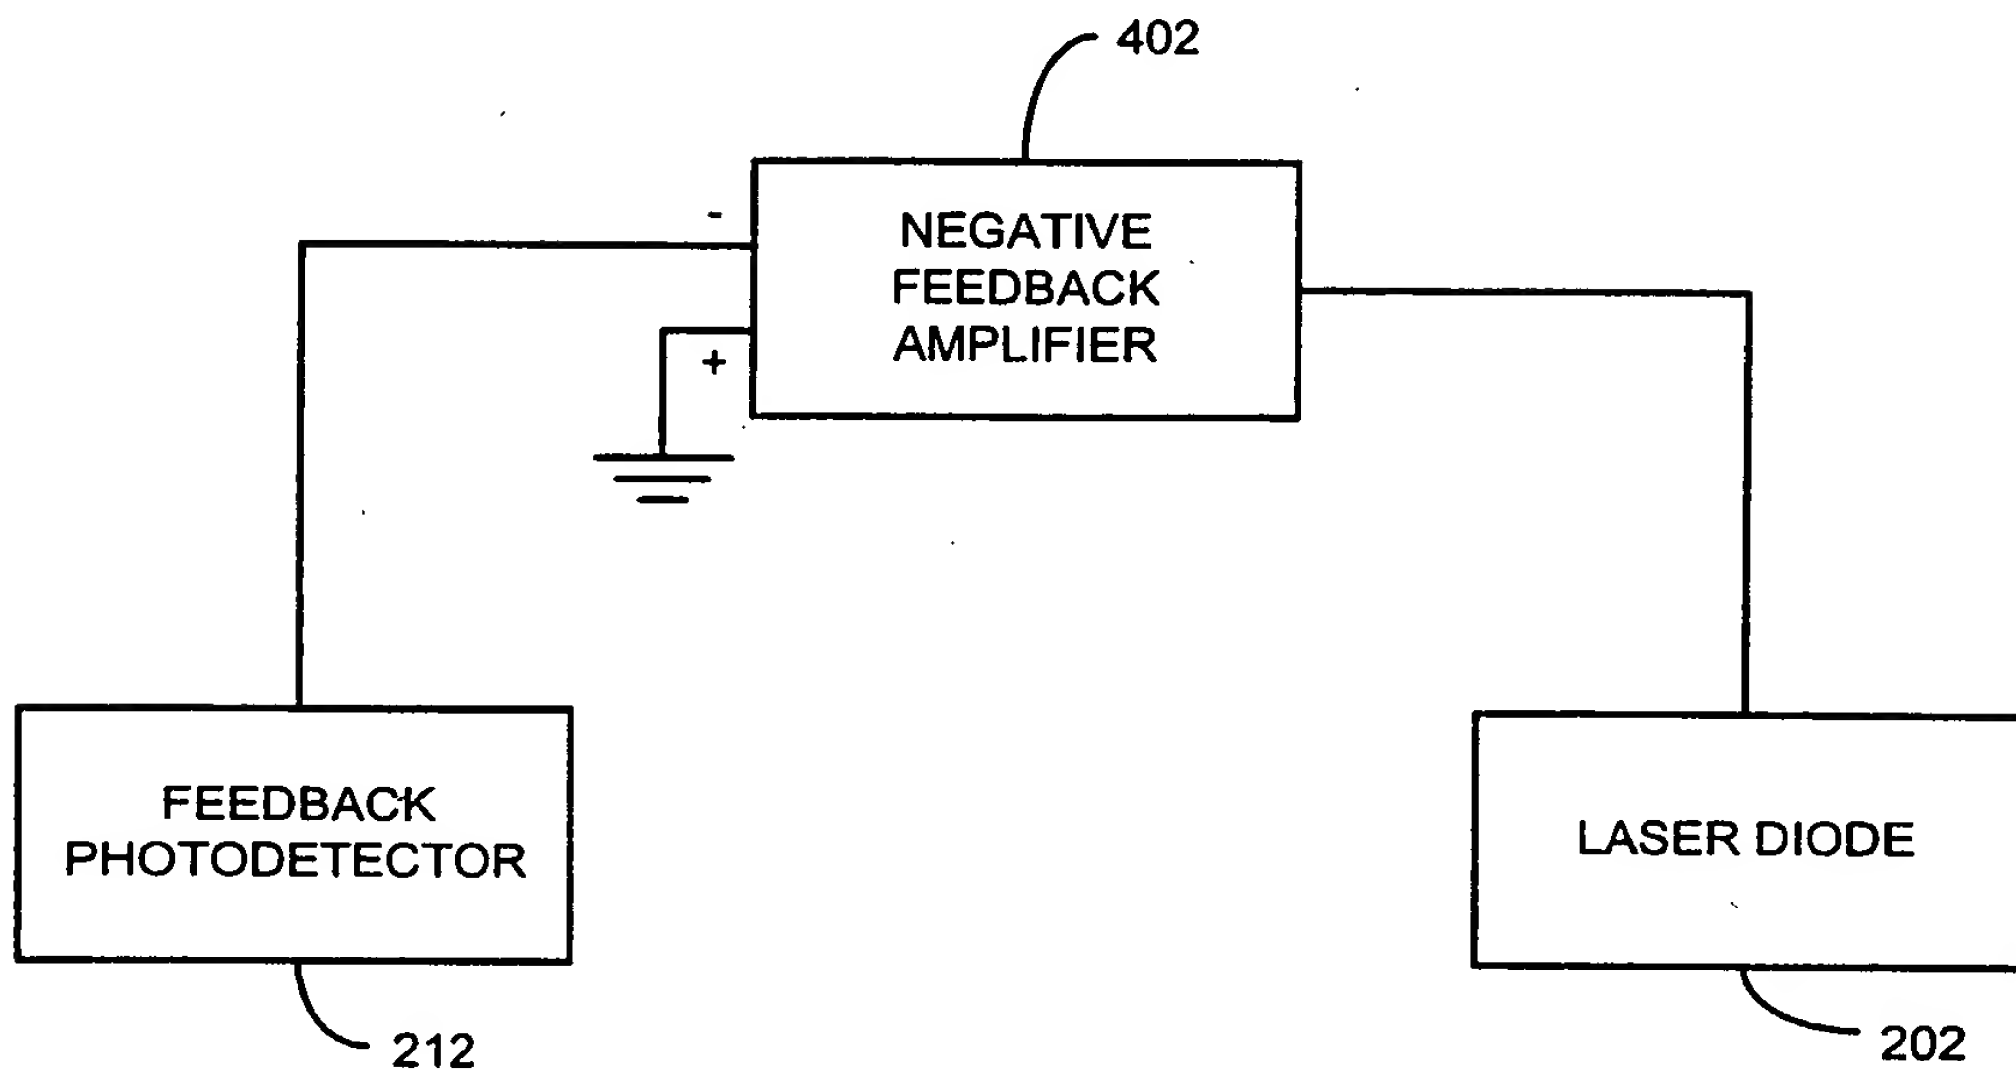 402
-
NEGATIVE
FEEDBACK
AMPLIFIER
+
FEEDBACK
PHOTODETECTOR
LASER DIODE
212
202